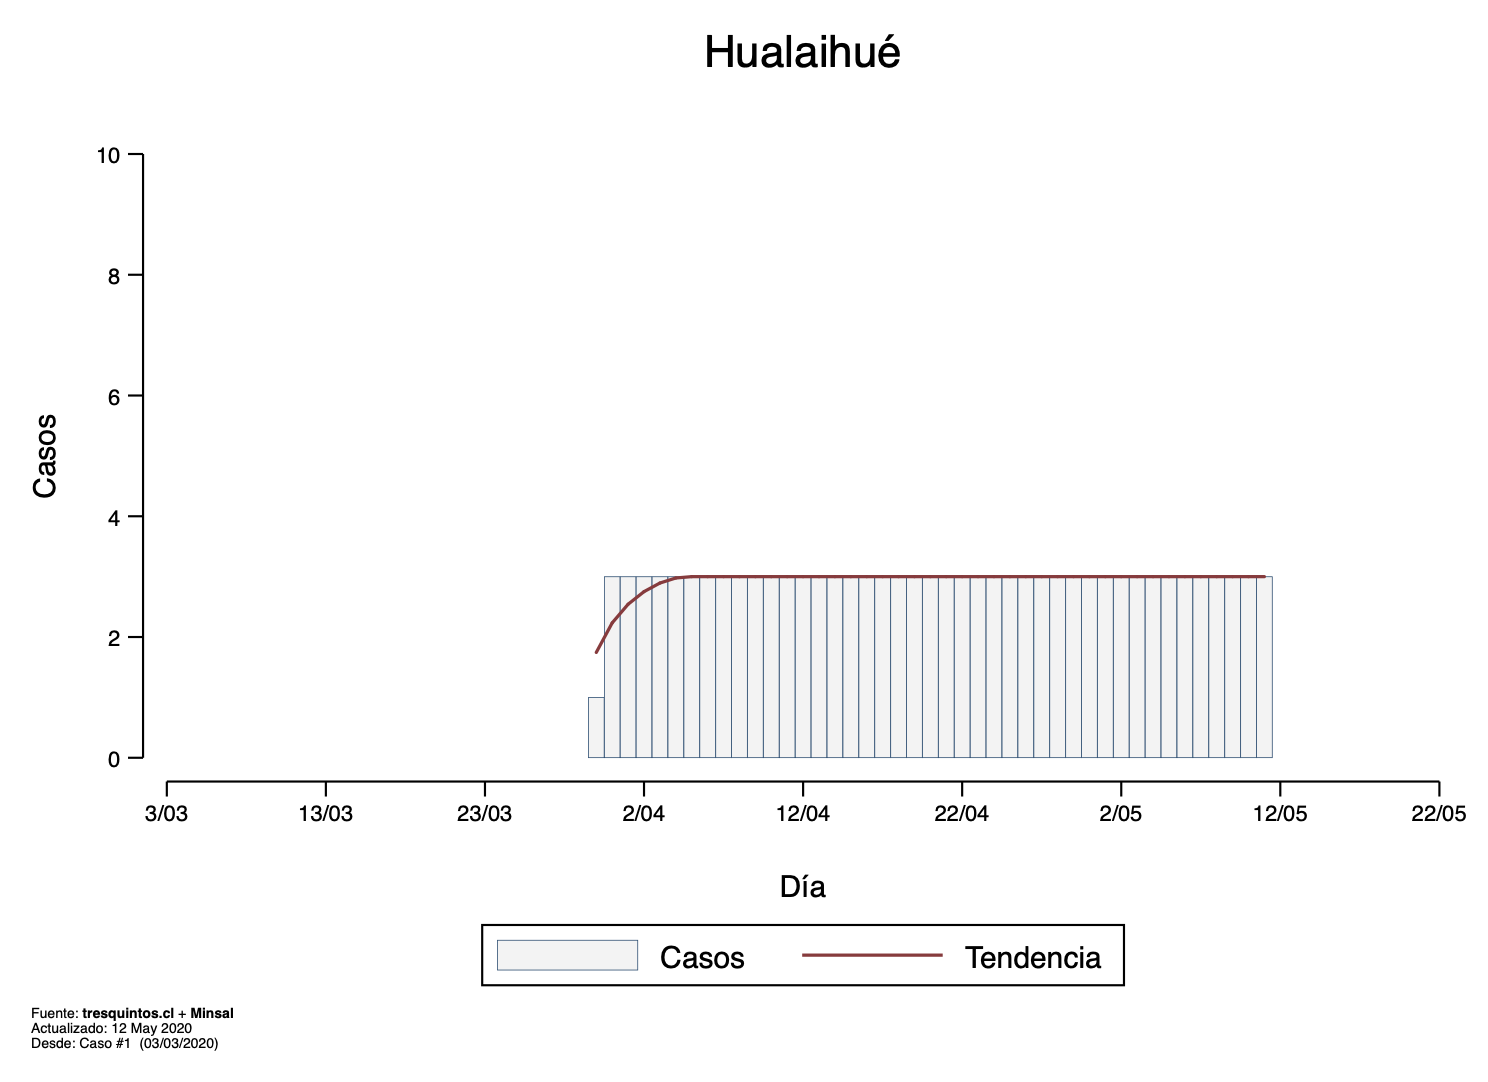 Hualaihué
10
8
6
4
2
0
Casos
3/03 13/03 23/03 2/04 12/04 22/04 2/05 12/05 22/05
Día
Casos Tendencia
Fuente: tresquintos.cl + Minsal
Actualizado: 12 May 2020
Desde: Caso #1 (03/03/2020)